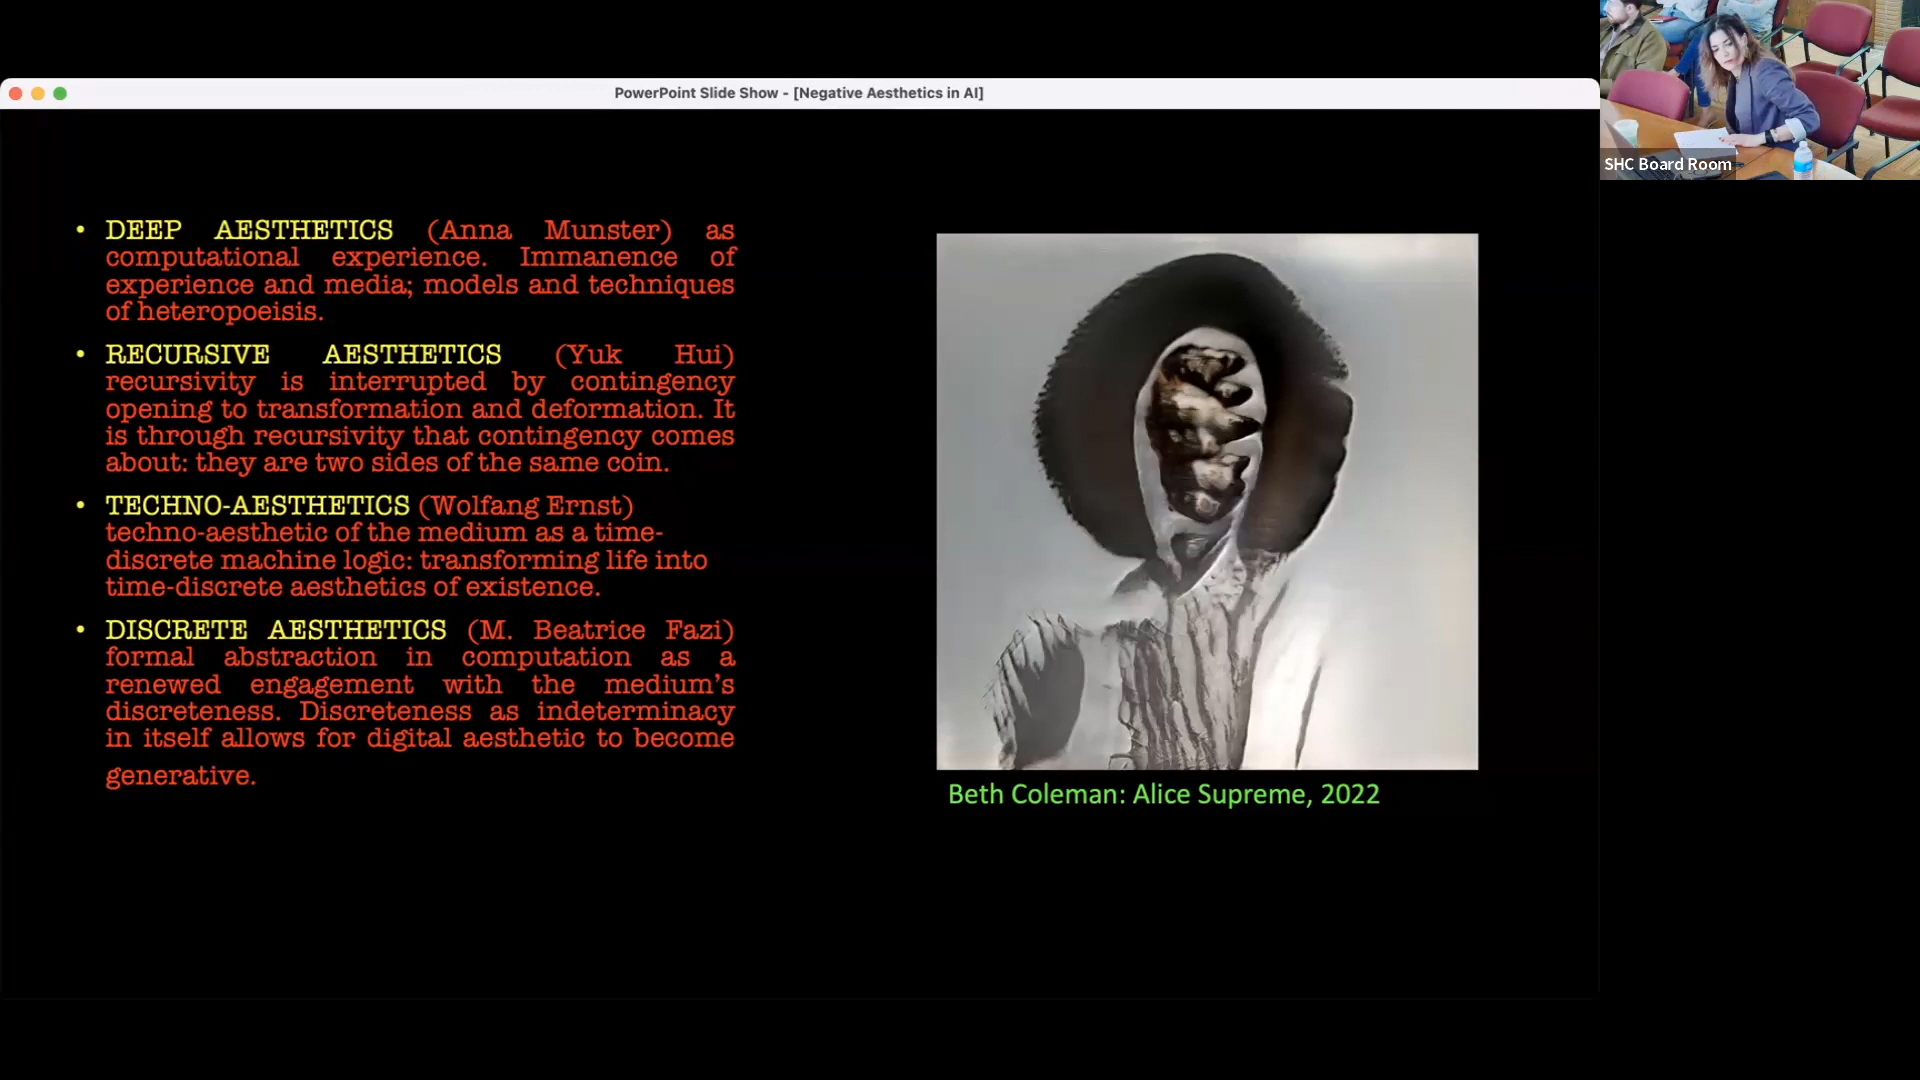 PowerPoint Slide Show - [Negative Aesthetics in AI]
SHC Board Room
• DEEP AESTHETICS (Anna Munster) as
computational experience. Immanence of
experience and media; models and techniques
of heteropoeisis.
• RECURSIVE AESTHETICS (Yuk Hui)
recursivity is interrupted by contingency
opening to transformation and deformation. It
is through recursivity that contingency comes
about: they are two sides of the same coin.
• TECHNO-AESTHETICS (Wolfang Ernst)
techno-aesthetic of the medium as a time-
discrete machine logic: transforming life into
time-discrete aesthetics of existence.
• DISCRETE AESTHETICS (M. Beatrice Fazi)
formal abstraction in computation as a
renewed engagement with the medium's
discreteness. Discreteness as indeterminacy
in itself allows for digital aesthetic to become
generative.
Beth Coleman: Alice Supreme, 2022